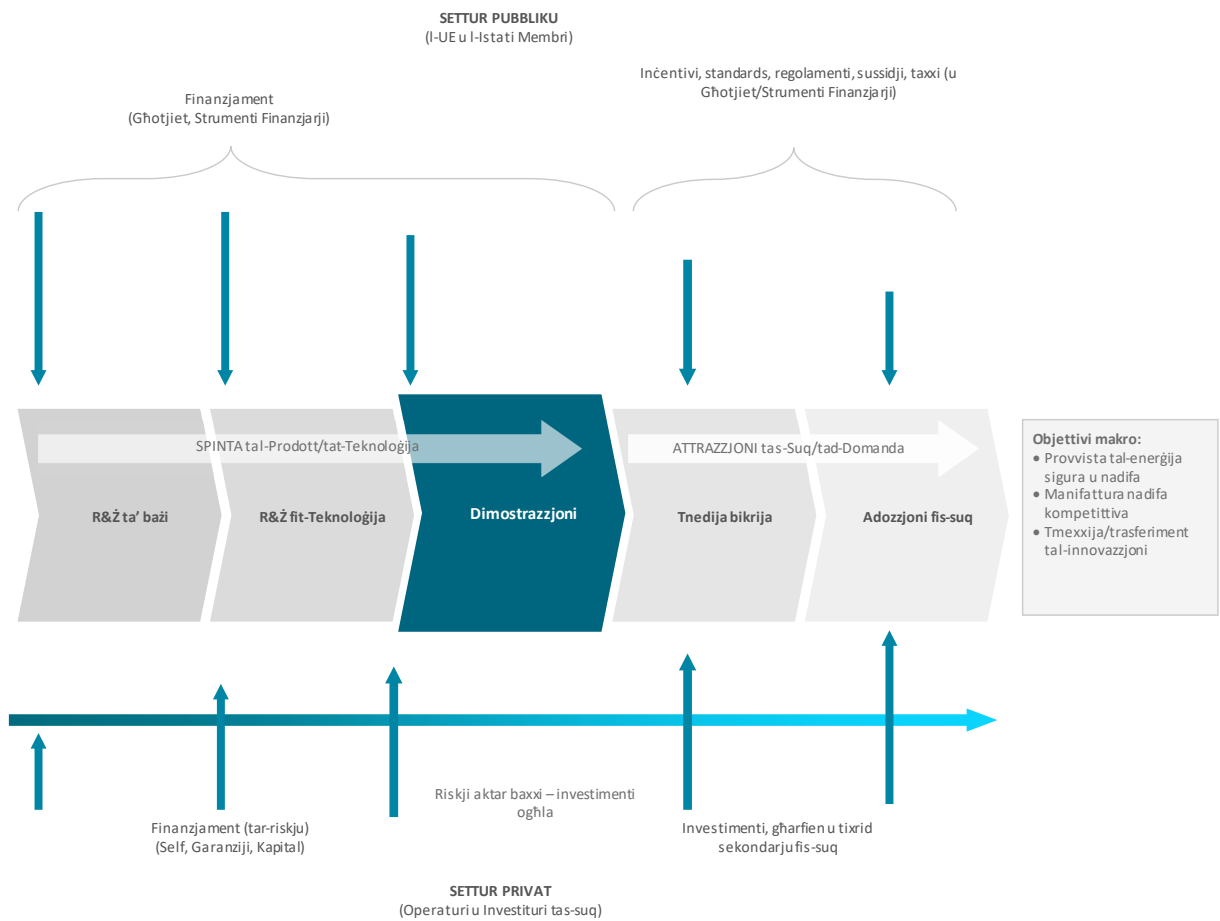 SETTUR PUBBLIKU
(l-UE u l-Istati Membri)
Inċentivi, standards, regolamenti, sussidji, taxxi (u
Għotjiet/Strumenti Finanzjarji)
Finanzjament
(Għotjiet, Strumenti Finanzjarji)
SPINTA tal-Prodott/tat-Teknoloġija
ATTRAZZJONI tas-Suq/tad-Domanda
R&Ż ta’ bażi
R&Ż fit-Teknoloġija
Dimostrazzjoni
Tnedija bikrija
Adozzjoni fis-suq
Objettivi makro:
• Provvista tal-enerġija
sigura u nadifa
• Manifattura nadifa
kompettittiva
• Tmexxija/trasferiment
tal-innovazzjoni
Riskji aktar baxxi – investimenti
ogħla
Finanzjament (tar-riskju)
(Self, Garanziji, Kapital)
Investimenti, għarfien u tixrid
sekondarju fis-suq
SETTUR PRIVAT
(Operaturi u Investituri tas-suq)